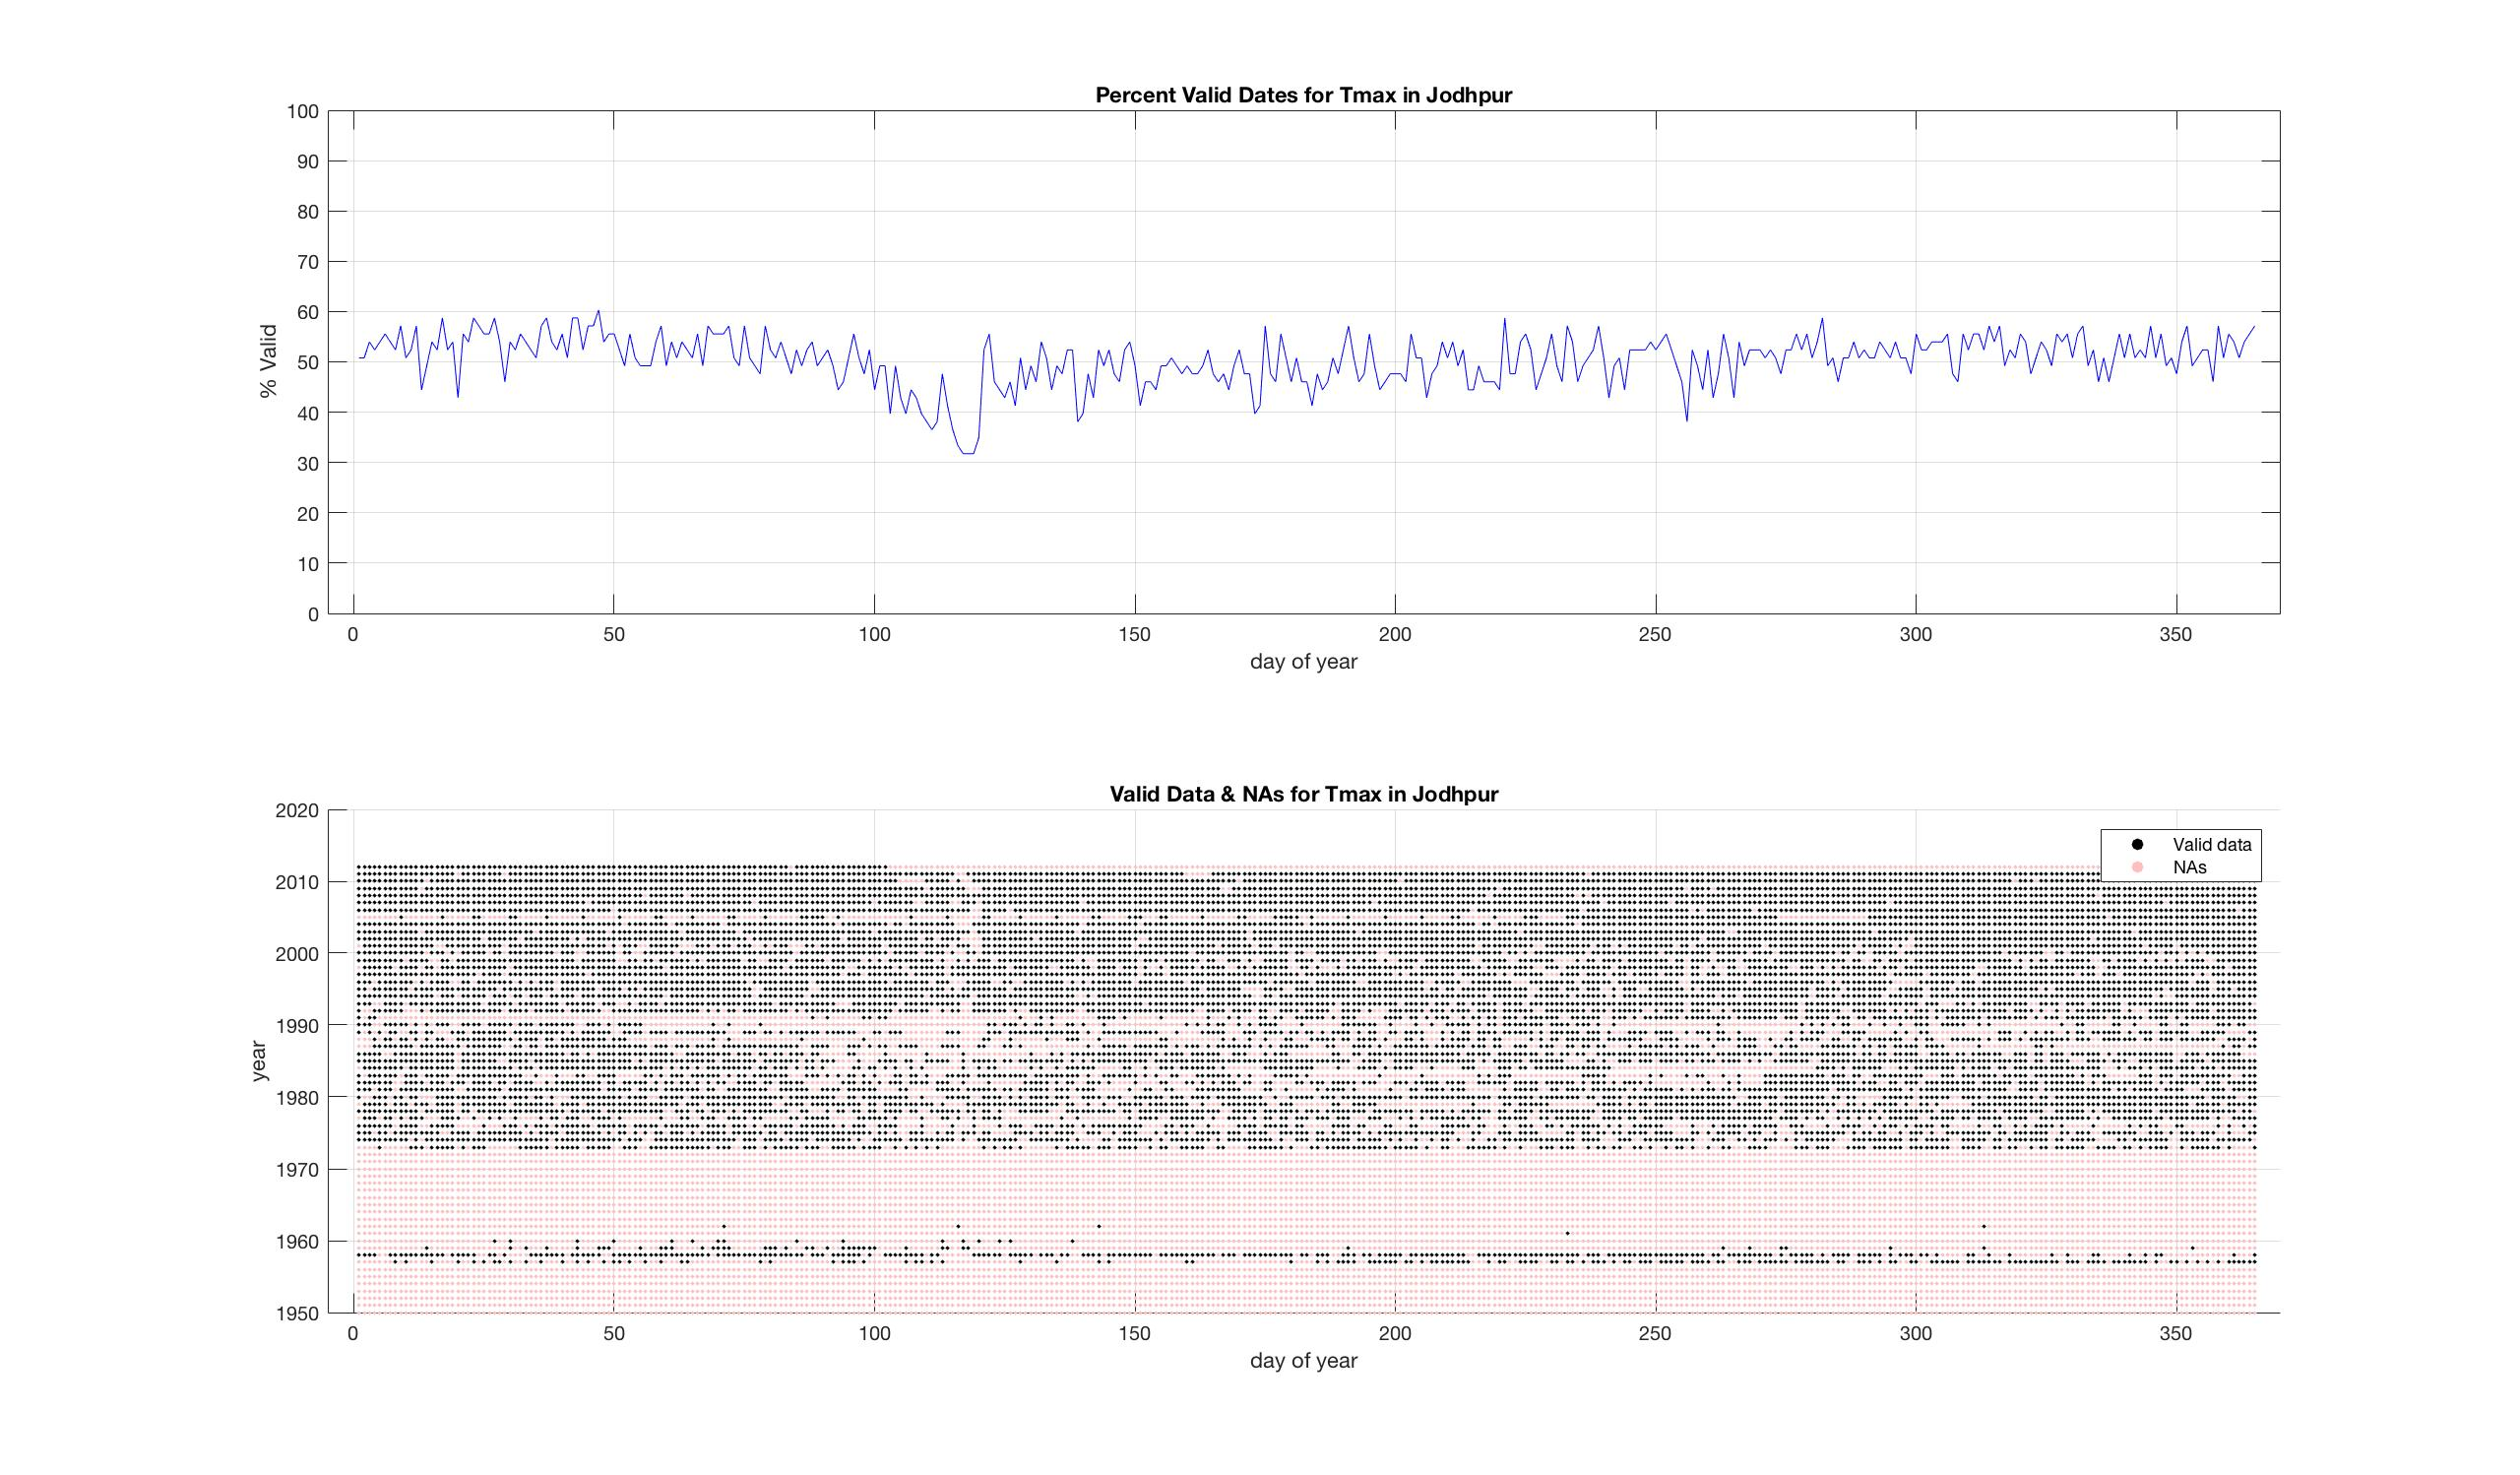 Percent Valid Dates for Tmax in Jodhpur
100
90
80
70
60
50
40
30
20
10
0
% Valid
0 50 100 150 200 250 300 350
day of year
Valid Data & NAs for Tmax in Jodhpur
2020
2010
2000
1990
1980
1970
1960
1950
year
Valid data
NAs
0 50 100 150 200 250 300 350
day of year